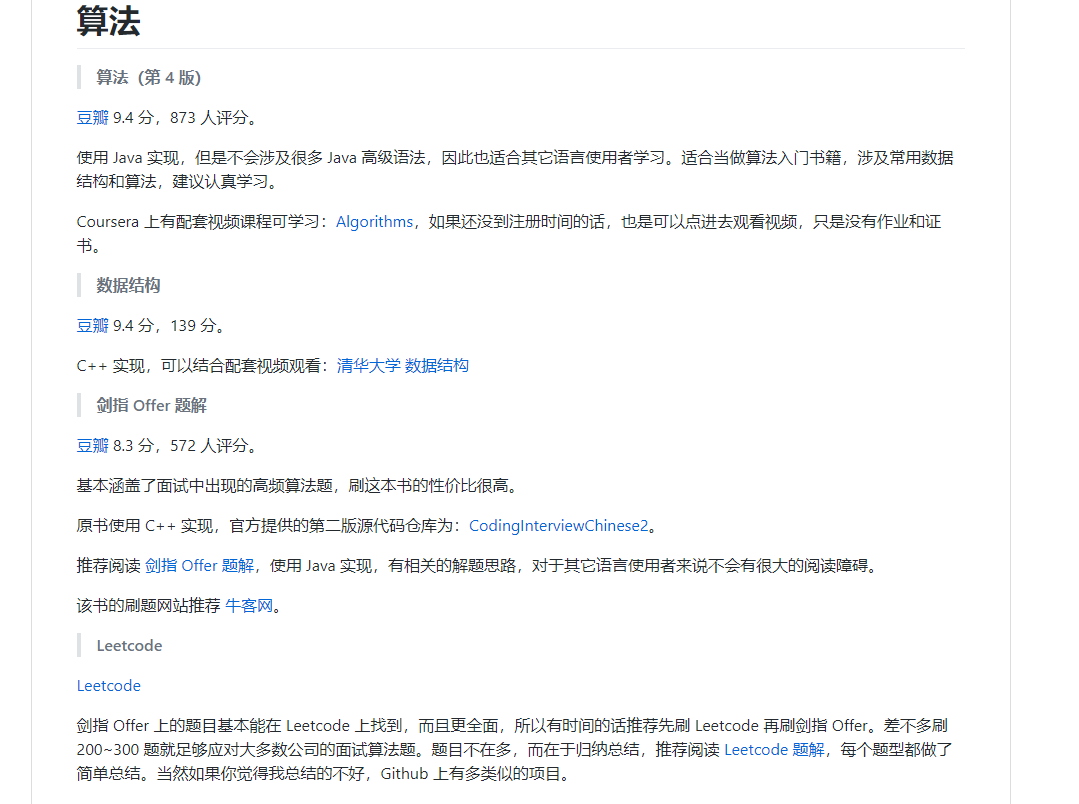 算法
算法（第 4 版）
豆瓣 9.4 分，873 人评分。
使用 Java 实现，但是不会涉及很多 Java 高级语法，因此也适合其它语言使用者学习。适合当做算法入门书籍，涉及常用数据
结构和算法，建议认真学习。
Coursera 上有配套视频课程可学习：Algorithms，如果还没到注册时间的话，也是可以点进去观看视频，只是没有作业和证
书。
数据结构
豆瓣 9.4 分，139 分。
C++ 实现，可以结合配套视频观看：清华大学 数据结构
剑指 Offer 题解
豆瓣 8.3 分，572 人评分。
基本涵盖了面试中出现的高频算法题，刷这本书的性价比很高。
原书使用 C++ 实现，官方提供的第二版源代码仓库为：CodingInterviewChinese2。
推荐阅读 剑指 Offer 题解，使用 Java 实现，有相关的解题思路，对于其它语言使用者来说不会有很大的阅读障碍。
该书的刷题网站推荐 牛客网。
Leetcode
Leetcode
剑指 Offer 上的题目基本能在 Leetcode 上找到，而且更全面，所以有时间的话推荐先刷 Leetcode 再刷剑指 Offer。差不多刷
200~300 题就足够应对大多数公司的面试算法题。题目不在多，而在于归纳总结，推荐阅读 Leetcode 题解，每个题型都做了
简单总结。当然如果你觉得我总结的不好，Github 上有多类似的项目。